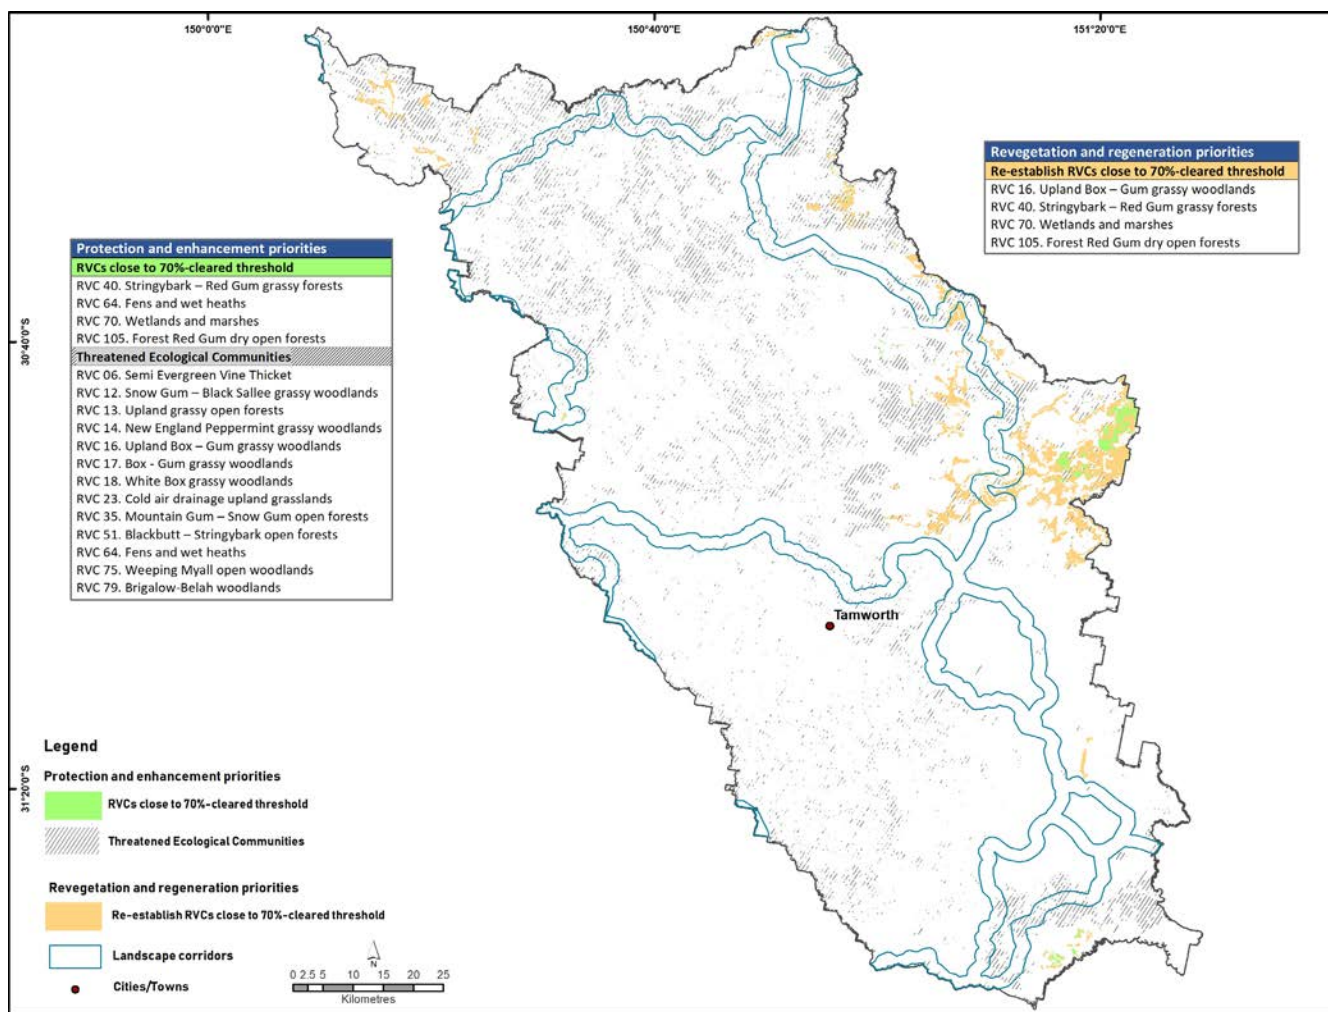 150°0'0"E
150°40'0"E
151°20'0"E
30°40'0"S
31°20'0"S
Revegetation and regeneration priorities
Re-establish RVCs close to 70%-cleared threshold
RVC 16. Upland Box – Gum grassy woodlands
RVC 40. Stringybark – Red Gum grassy forests
RVC 70. Wetlands and marshes
RVC 105. Forest Red Gum dry open forests
Protection and enhancement priorities
RVCs close to 70%-cleared threshold
RVC 40. Stringybark – Red Gum grassy forests
RVC 64. Fens and wet heaths
RVC 70. Wetlands and marshes
RVC 105. Forest Red Gum dry open forests
Threatened Ecological Communities
RVC 06. Semi Evergreen Vine Thicket
RVC 12. Snow Gum – Black Sallee grassy woodlands
RVC 13. Upland grassy open forests
RVC 14. New England Peppermint grassy woodlands
RVC 16. Upland Box – Gum grassy woodlands
RVC 17. Box - Gum grassy woodlands
RVC 18. White Box grassy woodlands
RVC 23. Cold air drainage upland grasslands
RVC 35. Mountain Gum – Snow Gum open forests
RVC 51. Blackbutt – Stringybark open forests
RVC 64. Fens and wet heaths
RVC 75. Weeping Myall open woodlands
RVC 79. Brigalow-Belah woodlands
Tamworth
Legend
Protection and enhancement priorities
RVCs close to 70%-cleared threshold
Threatened Ecological Communities
Revegetation and regeneration priorities
Re-establish RVCs close to 70%-cleared threshold
Landscape corridors
Cities/Towns
N
0 2.5 5 10 15 20 25
Kilometres